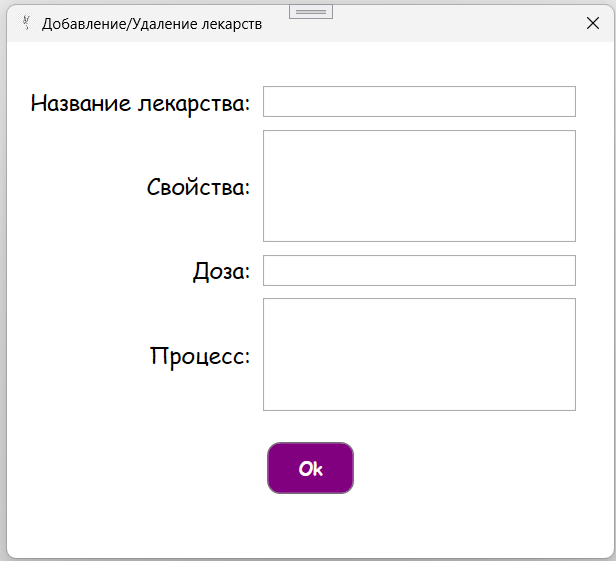 Добавление/Удаление лекарств
Название лекарства:
Свойства:
Доза:
Процесс:
Ok